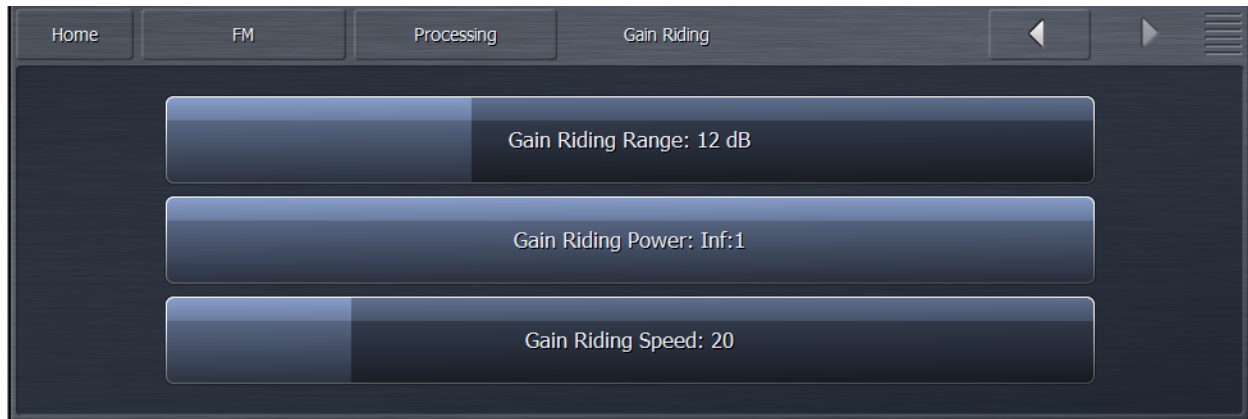 Home FM Processing Gain Riding
Gain Riding Range: 12 dB
Gain Riding Power: Inf:1
Gain Riding Speed: 20